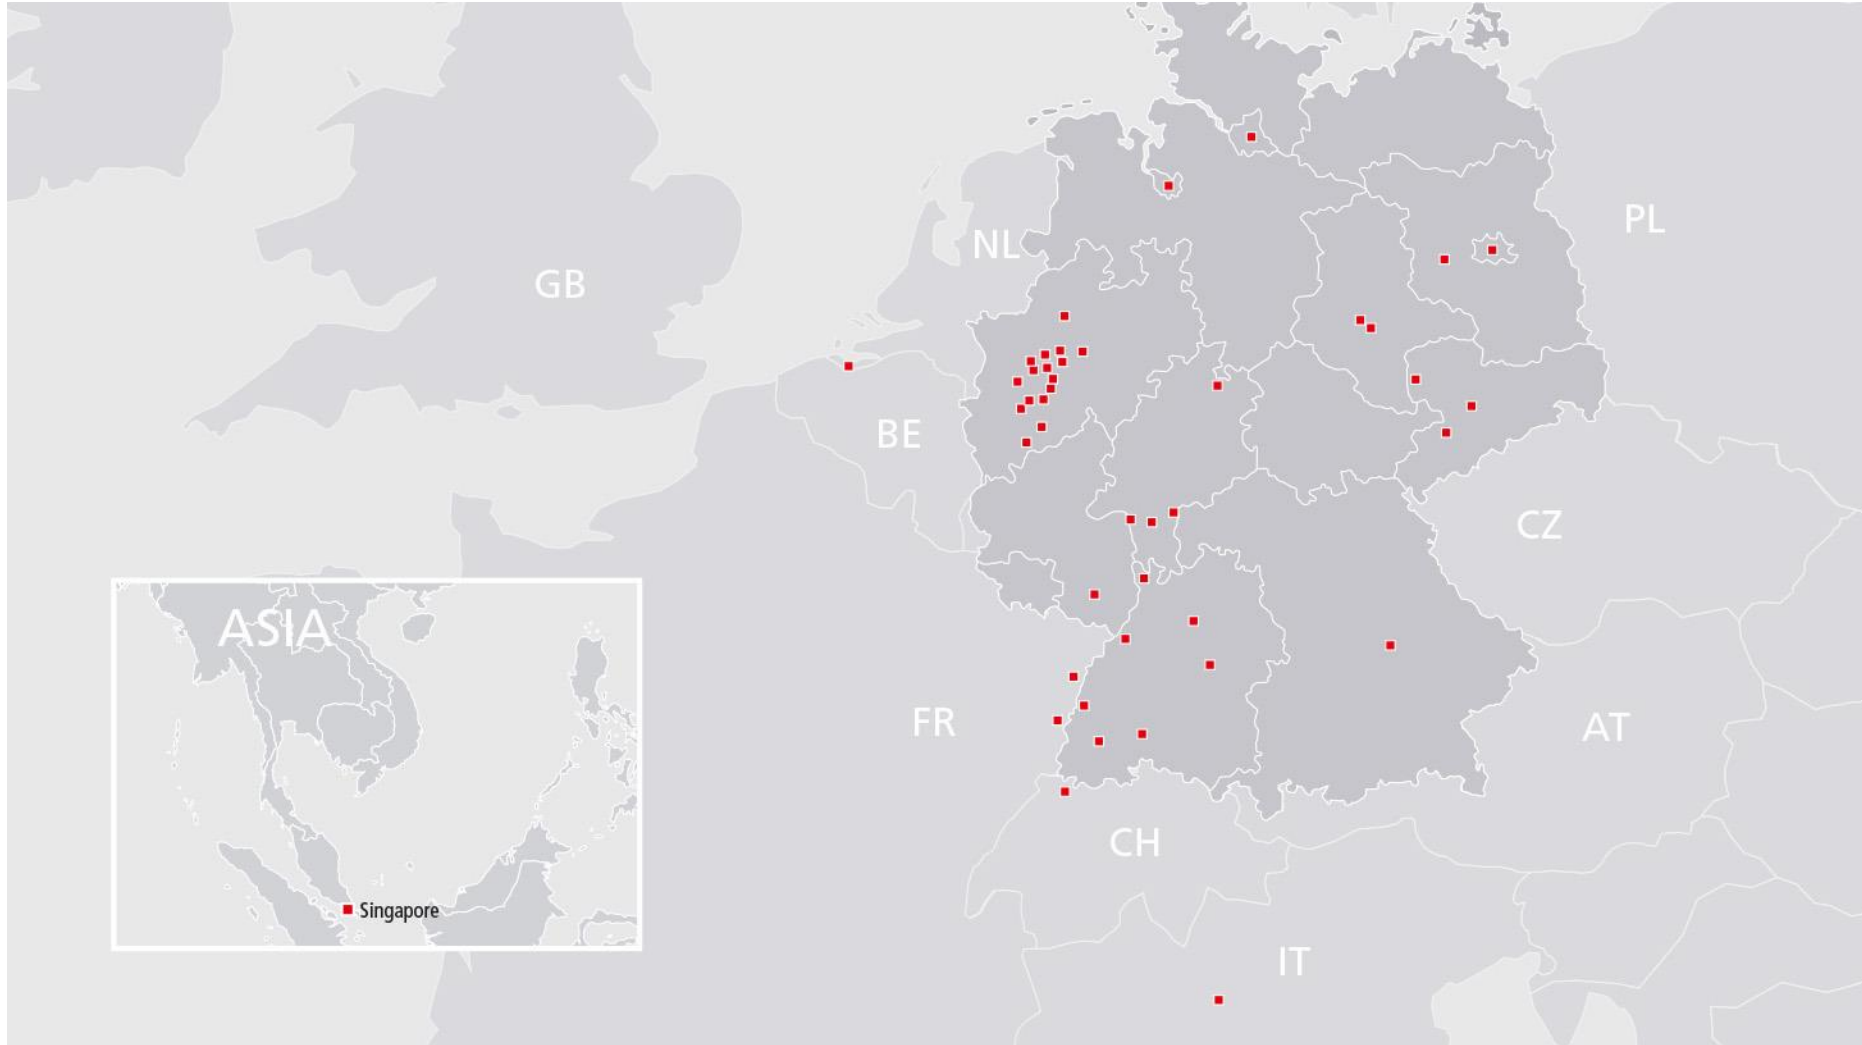 PL
NL
GB
BE
CZ
ASIA
FR
AT
CH
Singapore
IT